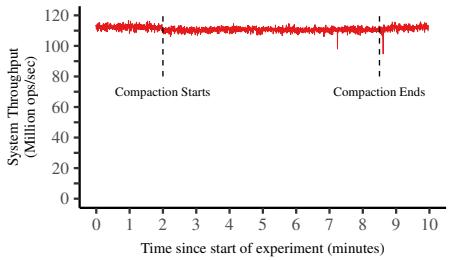 System Throughput
(Million ops/sec)
120
100
80
60
40
20
0
Compaction Starts
Compaction Ends
0 1 2 3 4 5 6 7 8 9 10
Time since start of experiment (minutes)